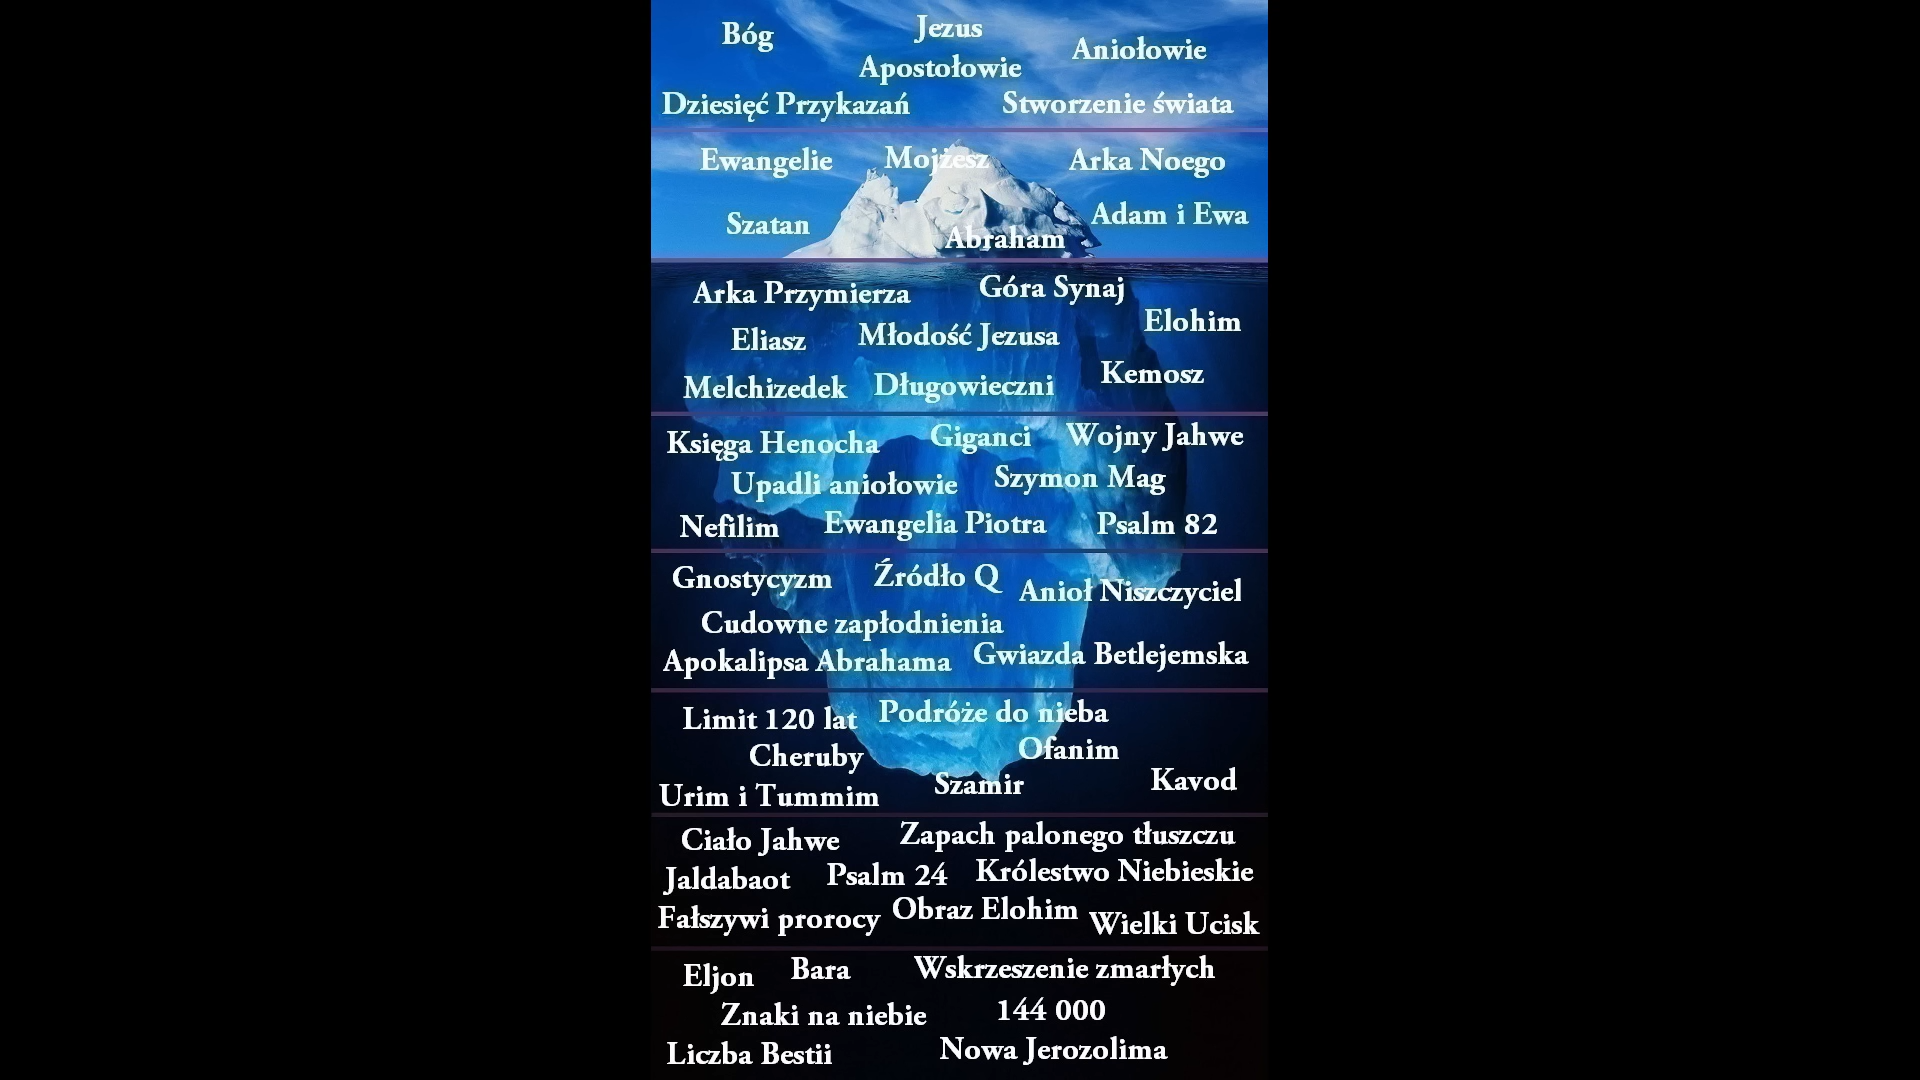 Bóg
Jezus
Aniołowie
Apostołowie
Dziesięć Przykazań
Stworzenie świata
Ewangelie
Mojżesz
Arka Noego
Szatan
Abraham
Adam i Ewa
Arka Przymierza
Góra Synaj
Elohim
Eliasz
Młodość Jezusa
Kemosz
Melchizedek
Długowieczni
Księga Henocha
Giganci
Wojny Jahwe
Upadli aniołowie
Szymon Mag
Nefilim
Ewangelia Piotra
Psalm 82
Gnostycyzm
Źródło Q
Anioł Niszczyciel
Cudowne zapłodnienia
Apokalipsa Abrahama
Gwiazda Betlejemska
Limit 120 lat
Podróże do nieba
Cheruby
Ofanim
Urim i Tummim
Szamir
Kavod
Ciało Jahwe
Zapach palonego tłuszczu
Jaldabaot
Psalm 24
Królestwo Niebieskie
Fałszywi prorocy
Obraz Elohim
Wielki Ucisk
Eljon
Bara
Wskrzeszenie zmarłych
Znaki na niebie
144 000
Liczba Bestii
Nowa Jerozolima